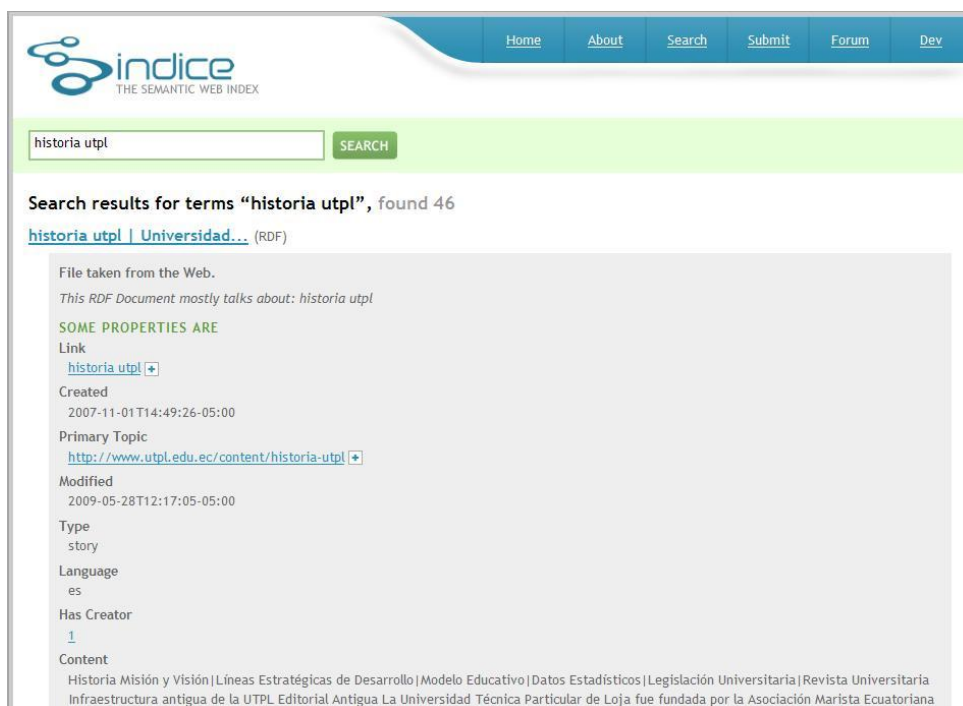 Home About Search Submit Forum Dev
Sindice
THE SEMANTIC WEB INDEX
historia utpl SEARCH
Search results for terms “historia utpl”, found 46
historia utpl | Universidad... (RDF)
File taken from the Web.
This RDF Document mostly talks about: historia utpl
SOME PROPERTIES ARE
Link
historia utpl +
Created
2007-11-01T14:49:26-05:00
Primary Topic
http://www.utpl.edu.ec/content/historia-utpl +
Modified
2009-05-28T12:17:05-05:00
Type
story
Language
es
Has Creator
1
Content
Historia Misión y Visión|Líneas Estratégicas de Desarrollo|Modelo Educativo|Datos Estadísticos|Legislación Universitaria|Revista Universitaria
Infraestructura antigua de la UTPL Editorial Antigua La Universidad Técnica Particular de Loja fue fundada por la Asociación Marista Ecuatoriana